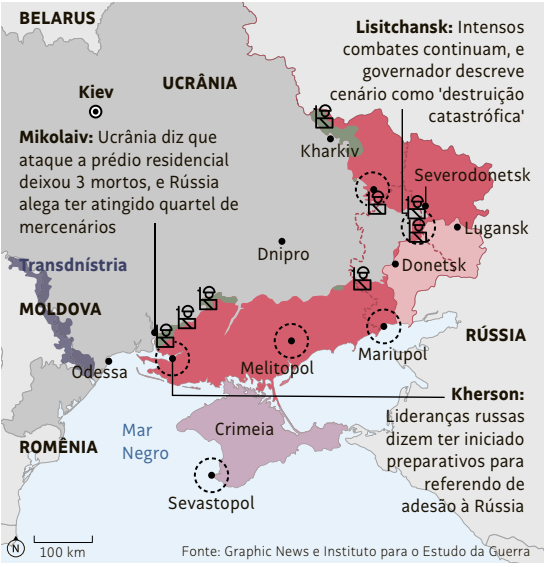 BELARUS
Lisitchansk: Intensos
combates continuam, e
governador descreve
cenário como 'destruição
catastrófica'
UCRÂNIA
Kiev
Mikolaiv: Ucrânia diz que
ataque a prédio residencial
deixou 3 mortos, e Rússia
alega ter atingido quartel de
mercenários
Kharkiv
Severodonetsk
Lugansk
Dnipro
Donetsk
Transdnístria
MOLDOVA
RÚSSIA
Mariupol
Melitopol
Odessa
Kherson:
Lideranças russas
dizem ter iniciado
preparativos para
referendo de
adesão à Rússia
ROMÊNIA
Mar
Negro
Crimeia
Sevastopol
N
100 km
Fonte: Graphic News e Instituto para o Estudo da Guerra